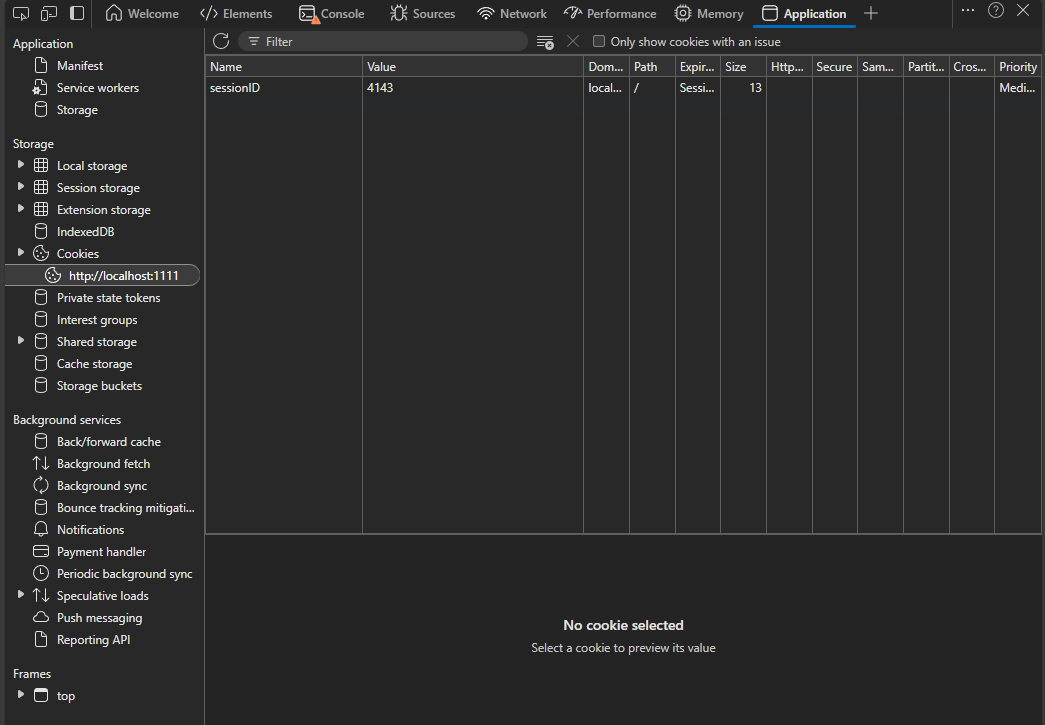 Welcome Elements Console Sources Network Performance Memory Application
Application
Manifest
Service workers
Storage
Storage
Local storage
Session storage
Extension storage
IndexedDB
Cookies
http://localhost:1111
Private state tokens
Interest groups
Shared storage
Cache storage
Storage buckets
Background services
Back/forward cache
Background fetch
Background sync
Bounce tracking mitigati...
Notifications
Payment handler
Periodic background sync
Speculative loads
Push messaging
Reporting API
Frames
top
Filter Only show cookies with an issue
Name Value Dom... Path Expir... Size Http... Secure Sam... Partit... Cros... Priority
sessionID 4143 local... / Sessi... 13 Medi...
No cookie selected
Select a cookie to preview its value